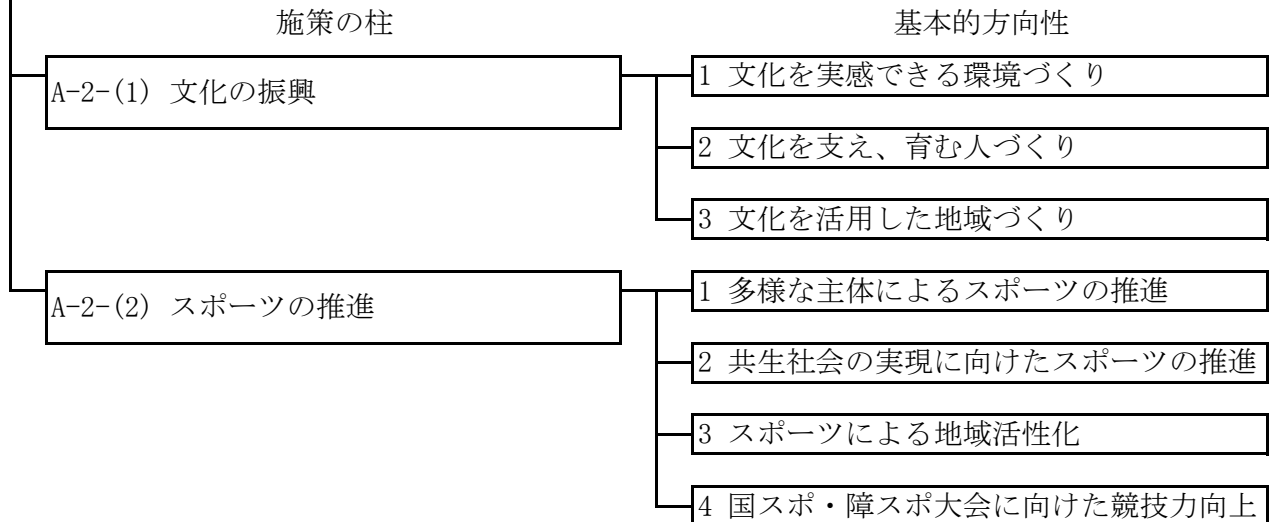 施策の柱
基本的方向性
A-2-(1) 文化の振興
1 文化を実感できる環境づくり
2 文化を支え、育む人づくり
3 文化を活用した地域づくり
A-2-(2) スポーツの推進
1 多様な主体によるスポーツの推進
2 共生社会の実現に向けたスポーツの推進
3 スポーツによる地域活性化
4 国スポ・障スポ大会に向けた競技力向上